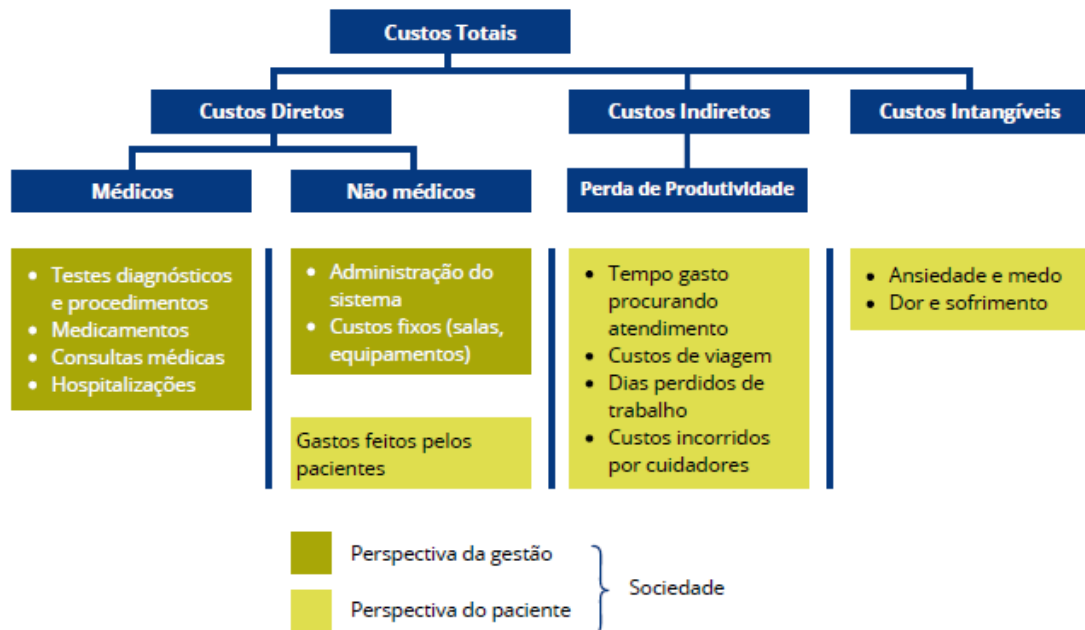 Custos Totais
Custos Diretos
Custos Indiretos
Custos Intangíveis
Médicos
Não médicos
Perda de Produtividade
• Testes diagnósticos
e procedimentos
• Medicamentos
• Consultas médicas
• Hospitalizações
• Administração do
sistema
• Custos fixos (salas,
equipamentos)
Gastos feitos pelos
pacientes
• Tempo gasto
procurando
atendimento
• Custos de viagem
• Dias perdidos de
trabalho
• Custos incorridos
por cuidadores
• Ansiedade e medo
• Dor e sofrimento
Perspectiva da gestão
Perspectiva do paciente
Sociedade